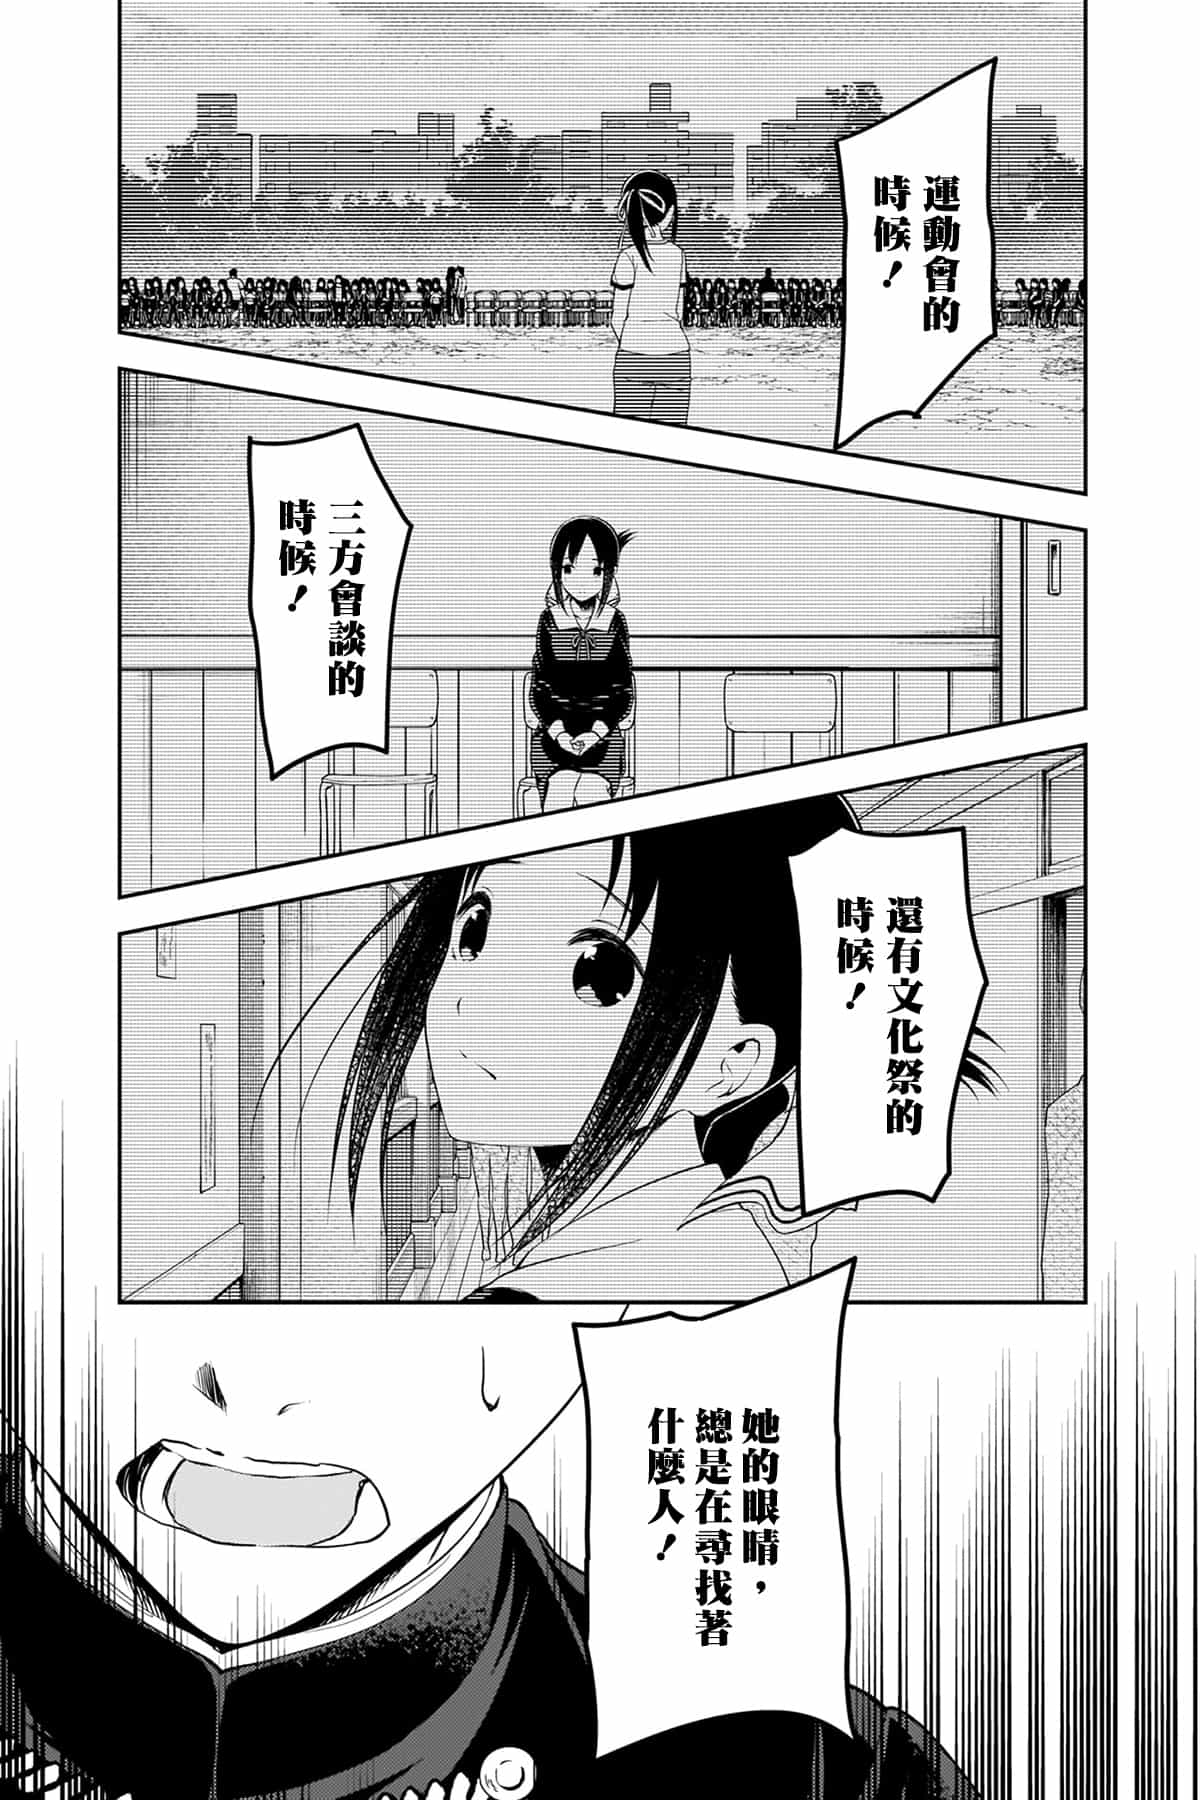 運動會的
時候！
三方會談的
時候！
還有文化祭的
時候！
她的眼睛，
總是在尋找著
什麼人！